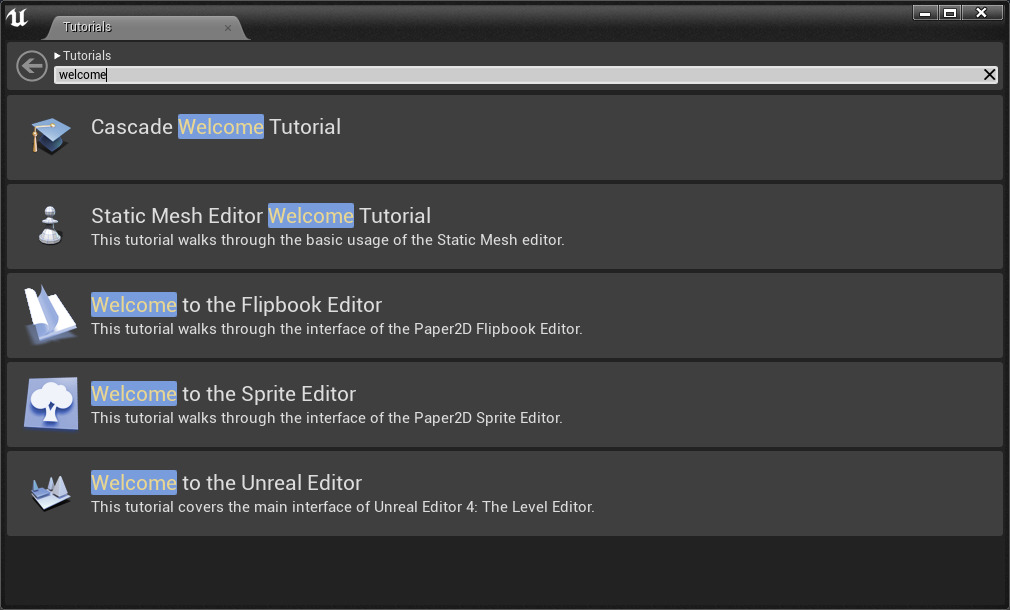 Tutorials
Tutorials
welcome
Cascade Welcome Tutorial
Static Mesh Editor Welcome Tutorial
This tutorial walks through the basic usage of the Static Mesh editor.
Welcome to the Flipbook Editor
This tutorial walks through the interface of the Paper2D Flipbook Editor.
Welcome to the Sprite Editor
This tutorial walks through the interface of the Paper2D Sprite Editor.
Welcome to the Unreal Editor
This tutorial covers the main interface of Unreal Editor 4: The Level Editor.